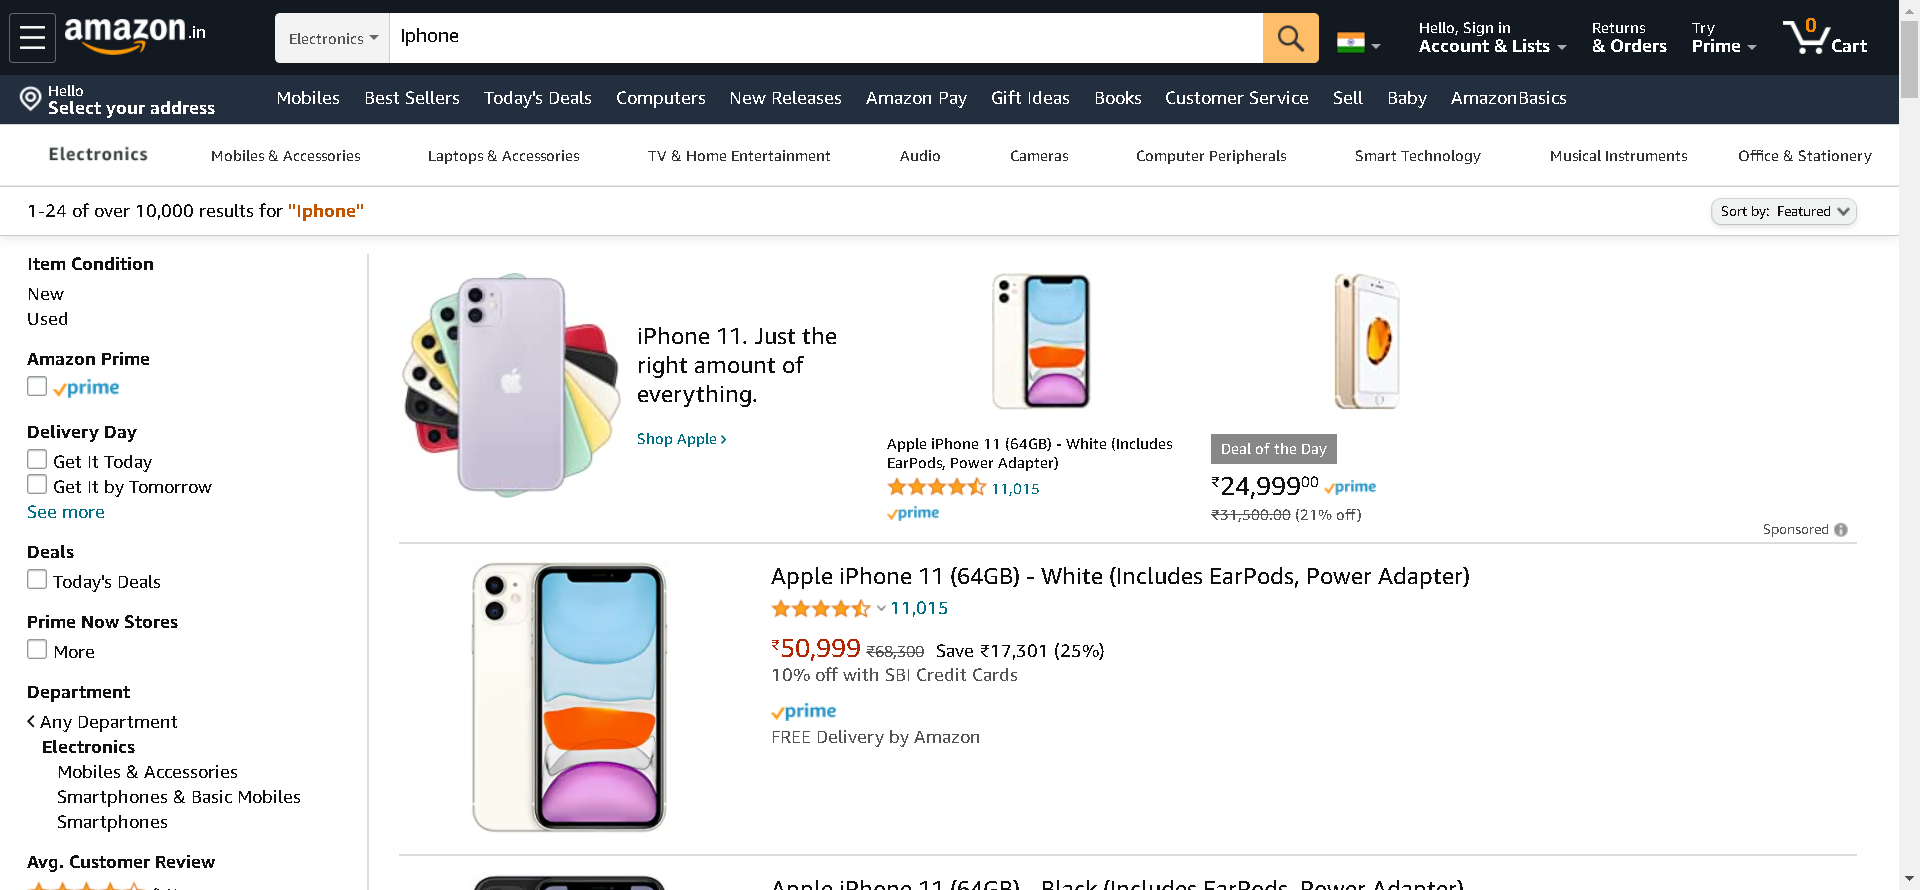 amazon.in
Electronics
Iphone
Hello, Sign in
Account & Lists
Returns
& Orders
Try
Prime
0
Cart
Hello
Select your address
Mobiles
Best Sellers
Today's Deals
Computers
New Releases
Amazon Pay
Gift Ideas
Books
Customer Service
Sell
Baby
AmazonBasics
Electronics
Mobiles & Accessories
Laptops & Accessories
TV & Home Entertainment
Audio
Cameras
Computer Peripherals
Smart Technology
Musical Instruments
Office & Stationery
1-24 of over 10,000 results for "Iphone"
Sort by: Featured
Item Condition
New
Used
Amazon Prime
prime
Delivery Day
Get It Today
Get It by Tomorrow
See more
Deals
Today's Deals
Prime Now Stores
More
Department
Any Department
Electronics
Mobiles & Accessories
Smartphones & Basic Mobiles
Smartphones
Avg. Customer Review
iPhone 11. Just the
right amount of
everything.
Shop Apple ›
Apple iPhone 11 (64GB) - White (Includes
EarPods, Power Adapter)
11,015
prime
Deal of the Day
₹24,99900 prime
₹31,500.00 (21% off)
Sponsored
Apple iPhone 11 (64GB) - White (Includes EarPods, Power Adapter)
11,015
₹50,999 ₹68,300 Save ₹17,301 (25%)
10% off with SBI Credit Cards
prime
FREE Delivery by Amazon
Apple iPhone 11 (64GB) - Black (Includes EarPods, Power Adapter)